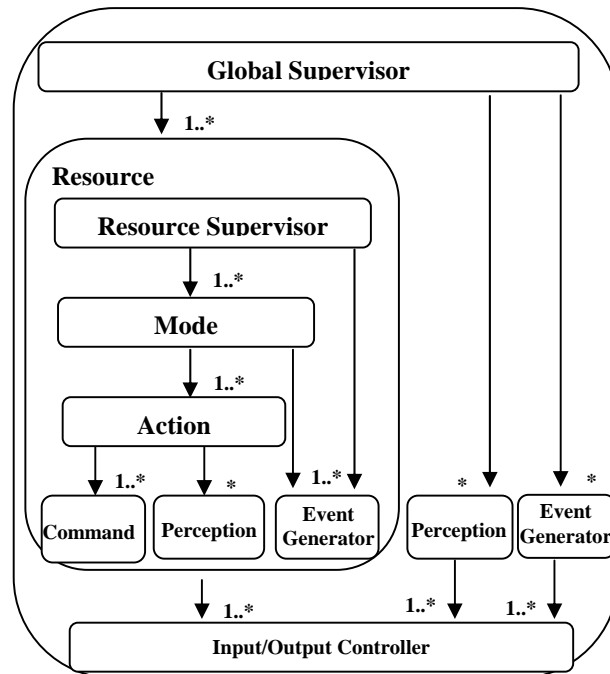 Global Supervisor
1..*
Resource
Resource Supervisor
1..*
Mode
1..*
Action
1..*
*
1..*
*
*
Command
Perception
Event
Generator
Perception
Event
Generator
1..*
1..*
1..*
Input/Output Controller